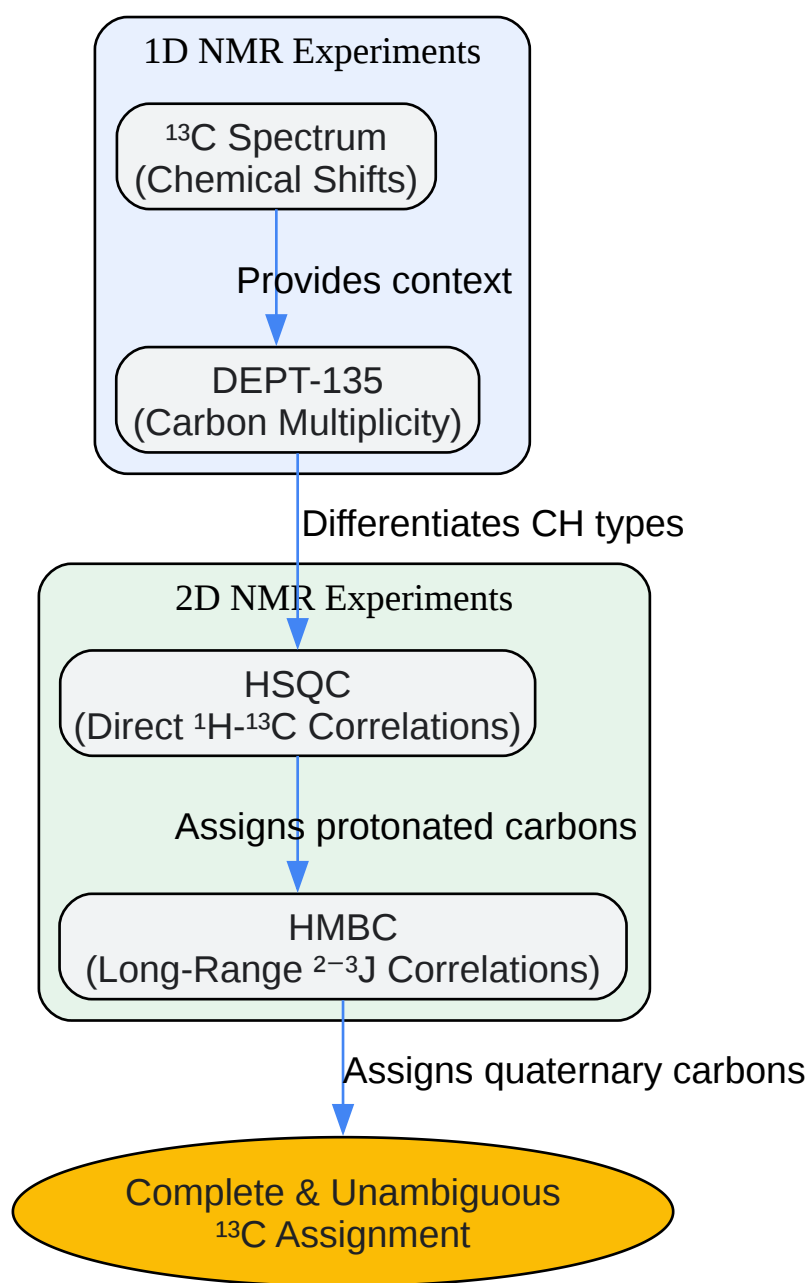 1D NMR Experiments
¹³C Spectrum
(Chemical Shifts)
Provides context
DEPT-135
(Carbon Multiplicity)
Differentiates CH types
2D NMR Experiments
HSQC
(Direct ¹H-¹³C Correlations)
Assigns protonated carbons
HMBC
(Long-Range ²⁻³J Correlations)
Assigns quaternary carbons
Complete & Unambiguous
¹³C Assignment